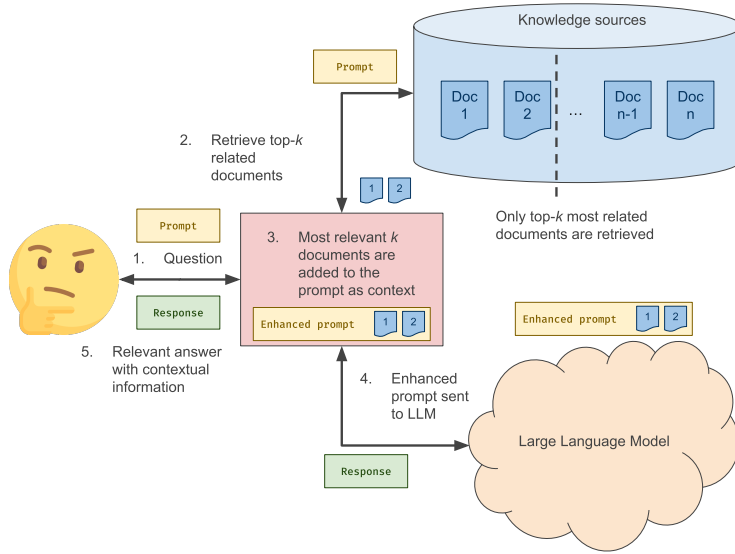 Knowledge sources
Prompt
Doc
1
Doc
2
...
Doc
n-1
Doc
n
2. Retrieve top-k
related
documents
1 2
Only top-k most related
documents are retrieved
Prompt
1. Question
Response
5. Relevant answer
with contextual
information
3. Most relevant k
documents are
added to the
prompt as context
Enhanced prompt 1 2
Enhanced prompt 1 2
4. Enhanced
prompt sent
to LLM
Large Language Model
Response